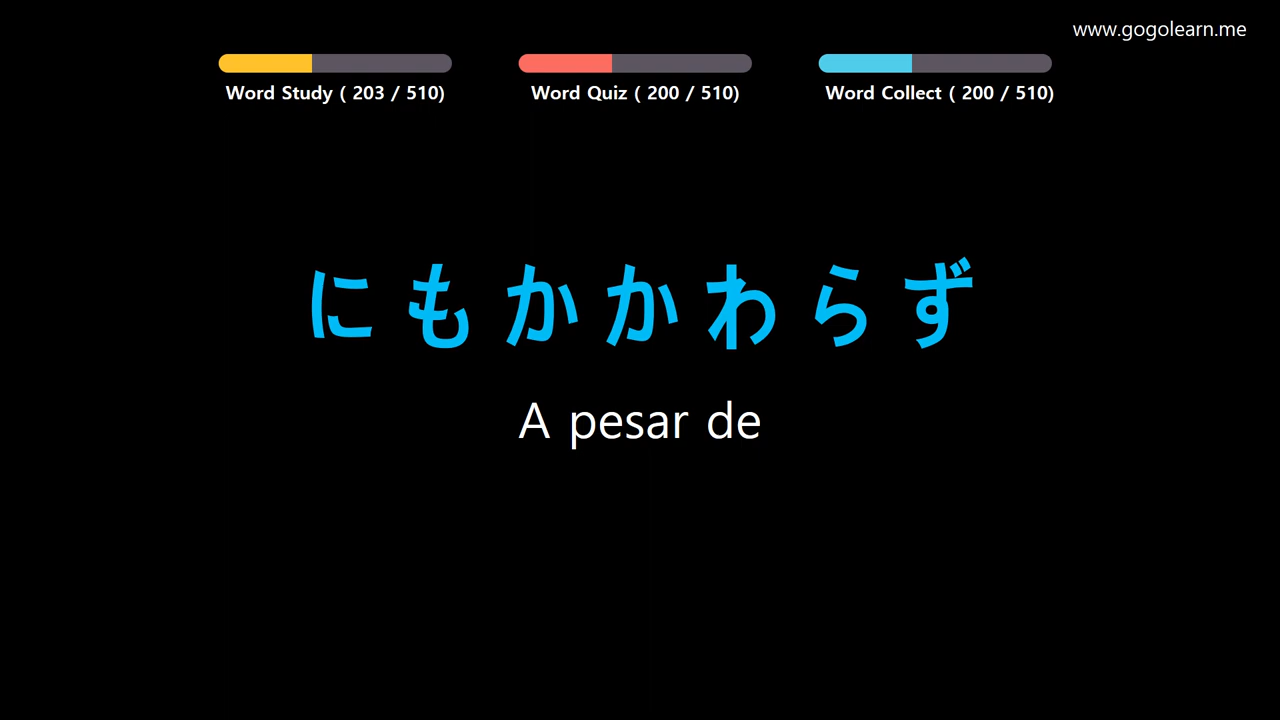 www.gogolearn.me
Word Study ( 203 / 510)
Word Quiz ( 200 / 510)
Word Collect ( 200 / 510)
にもかかわらず
A pesar de